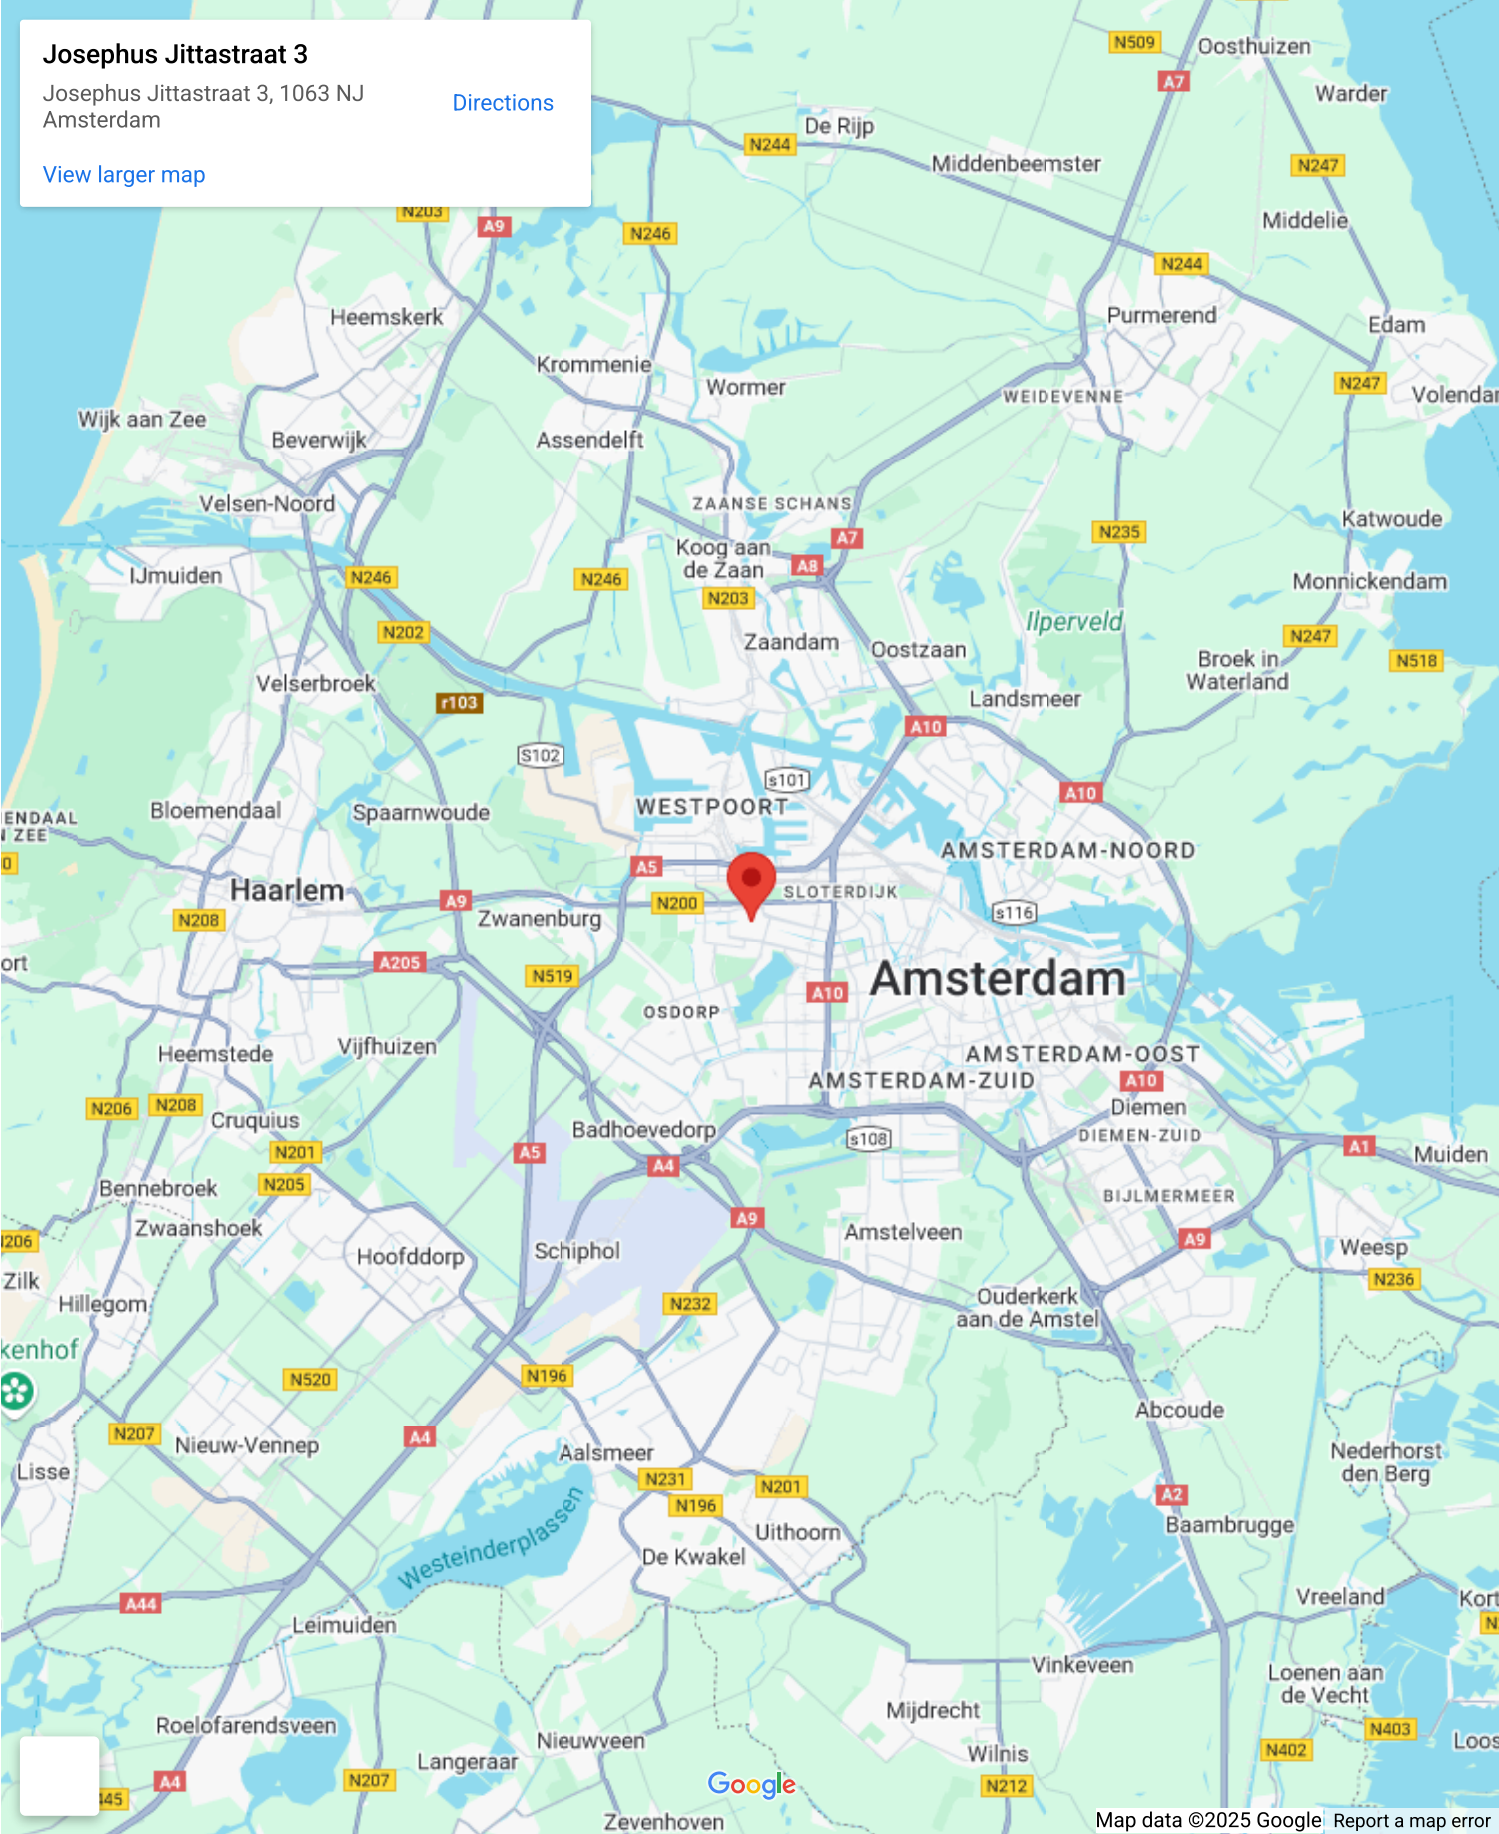 Josephus Jittastraat 3
Josephus Jittastraat 3, 1063 NJ
Amsterdam
Directions
View larger map
N509
Oosthuizen
A7
Warder
De Rijp
N244
Middenbeemster
N247
N203
A9
N246
Middelie
N244
Heemskerk
Purmerend
Edam
Krommenie
Wormer
N247
WEIDEVENNE
Wijk aan Zee
Beverwijk
Assendelft
Velsen-Noord
ZAANSE SCHANS
Katwoude
A7
N235
Koog aan
de Zaan
A8
IJmuiden
N246
N246
N203
Monnickendam
Ilperveld
N202
Zaandam
Oostzaan
N247
Broek in
Waterland
N518
Velserbroek
r103
Landsmeer
A10
S102
s101
A10
WESTPOORT
Bloemendaal
Spaarnwoude
ENDAAL
N ZEE
AMSTERDAM-NOORD
A5
Haarlem
A9
N200
SLOTERDIJK
N208
Zwanenburg
s116
ort
A205
N519
A10
Amsterdam
OSDORP
Heemstede
Vijfhuizen
AMSTERDAM-OOST
AMSTERDAM-ZUID
A10
N206
N208
Cruquius
Diemen
Badhoevedorp
s108
DIEMEN-ZUID
N201
A5
A4
A1
Muiden
N205
Bennebroek
BIJLMERMEER
Zwaanshoek
A9
Amstelveen
A9
Hoofddorp
Schiphol
Weesp
Zilk
N236
Hillegom
N232
Ouderkerk
aan de Amstel
kenhof
N520
N196
N207
A4
Abcoude
Nieuw-Vennep
Aalsmeer
Nederhorst
den Berg
Lisse
N231
N201
A2
N196
Westeinderplassen
Uithoorn
Baambrugge
De Kwakel
A44
Vreeland
Leimuiden
Vinkeveen
Loenen aan
de Vecht
Mijdrecht
Roelofarendsveen
Nieuwveen
N403
Langeraar
Wilnis
N402
A4
N207
Google
N212
Zevenhoven
Map data ©2025 Google
Report a map error